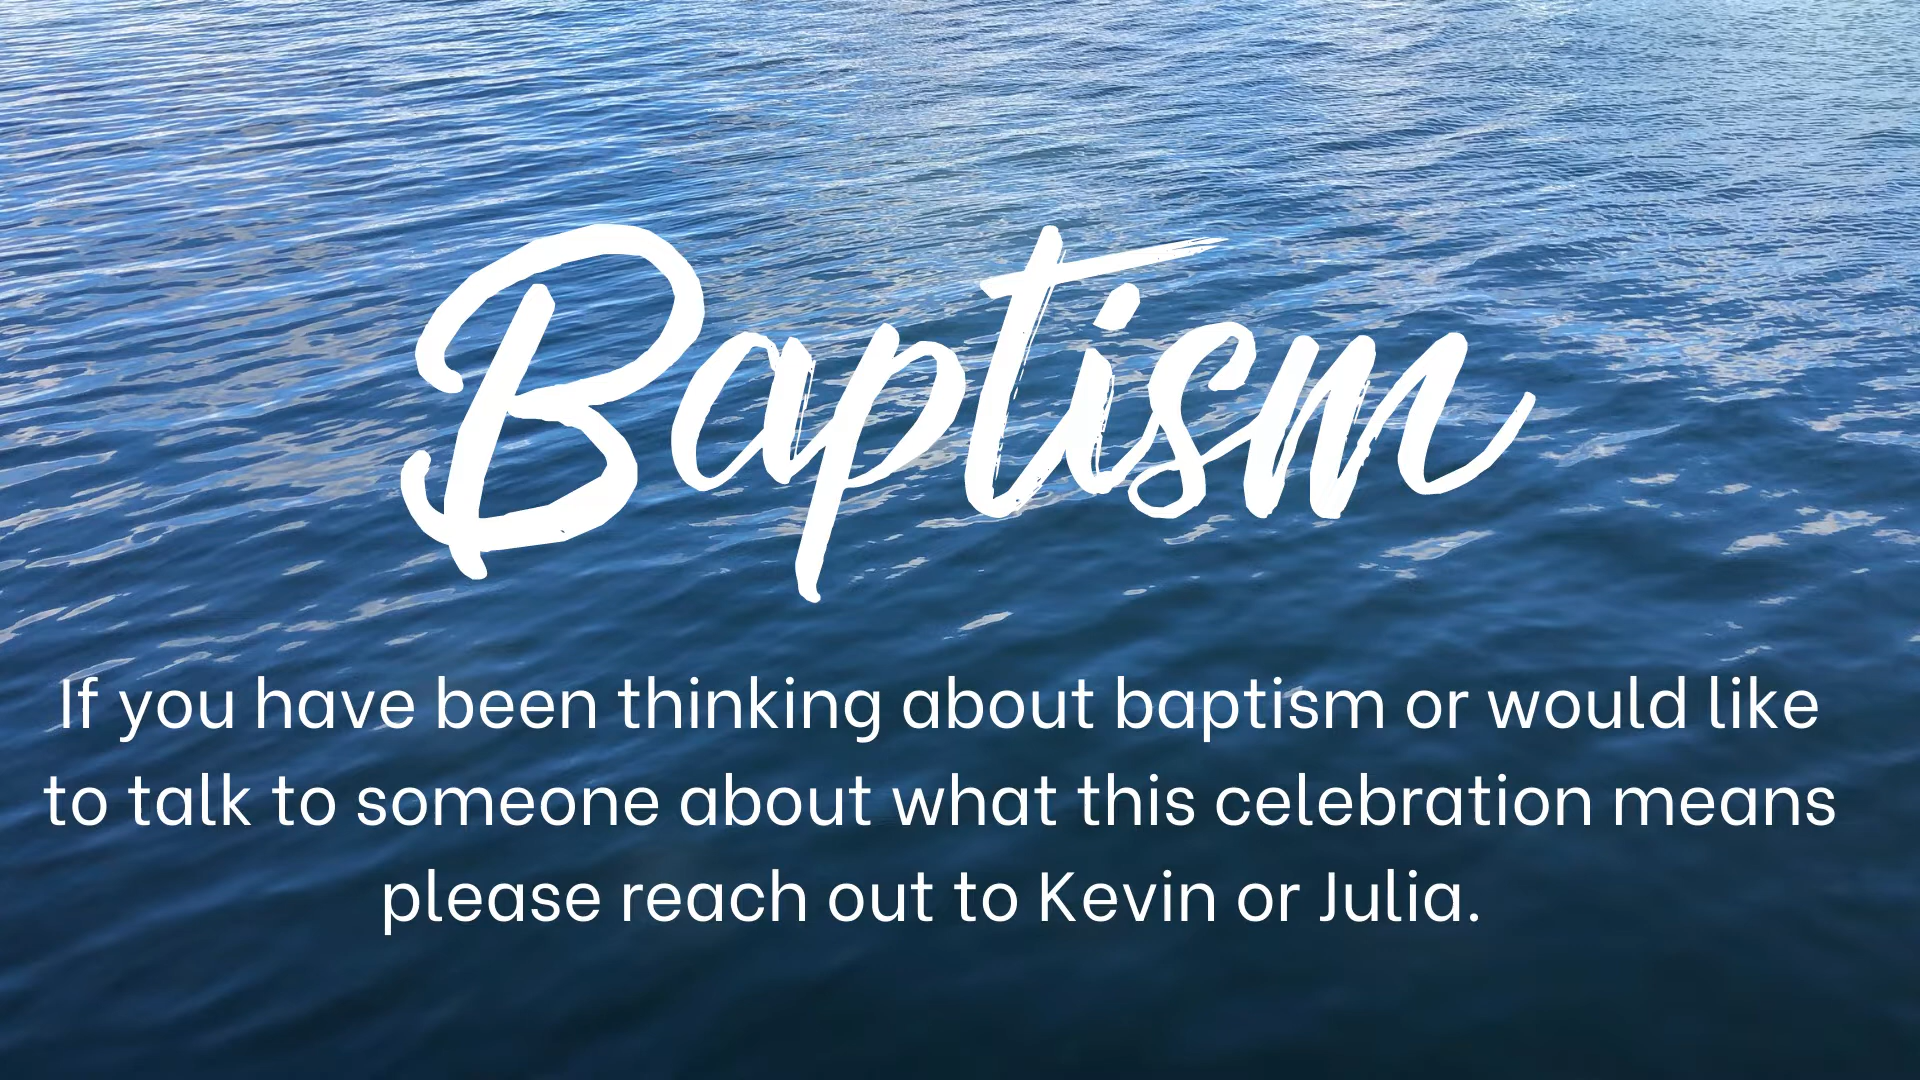 Baptism
If you have been thinking about baptism or would like
to talk to someone about what this celebration means
please reach out to Kevin or Julia.